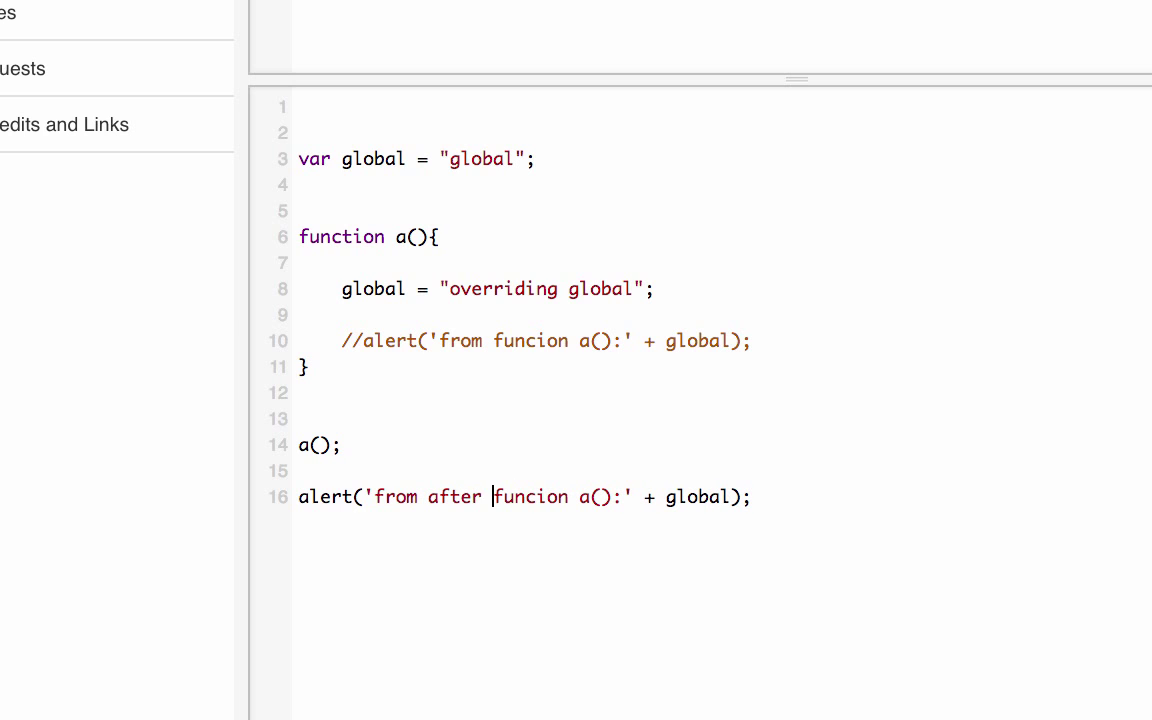 es
uests
edits and Links
1
2
3 var global = "global";
4
5
6 function a(){
7
8 global = "overriding global";
9
10 //alert('from funcion a():' + global);
11 }
12
13
14 a();
15
16 alert('from after funcion a():' + global);